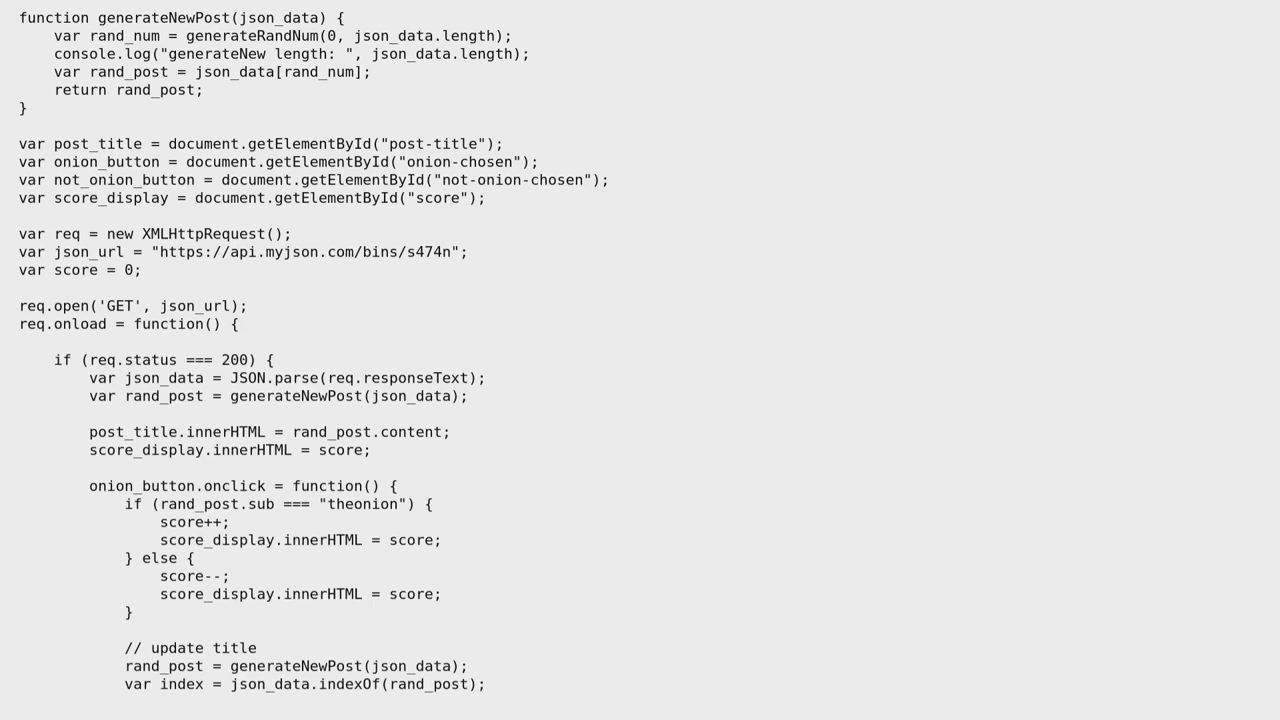 function generateNewPost(json_data) {
    var rand_num = generateRandNum(0, json_data.length);
    console.log("generateNew length: ", json_data.length);
    var rand_post = json_data[rand_num];
    return rand_post;
}

var post_title = document.getElementById("post-title");
var onion_button = document.getElementById("onion-chosen");
var not_onion_button = document.getElementById("not-onion-chosen");
var score_display = document.getElementById("score");

var req = new XMLHttpRequest();
var json_url = "https://api.myjson.com/bins/s474n";
var score = 0;

req.open('GET', json_url);
req.onload = function() {

    if (req.status === 200) {
        var json_data = JSON.parse(req.responseText);
        var rand_post = generateNewPost(json_data);

        post_title.innerHTML = rand_post.content;
        score_display.innerHTML = score;

        onion_button.onclick = function() {
            if (rand_post.sub === "theonion") {
                score++;
                score_display.innerHTML = score;
            } else {
                score--;
                score_display.innerHTML = score;
            }

            // update title
            rand_post = generateNewPost(json_data);
            var index = json_data.indexOf(rand_post);